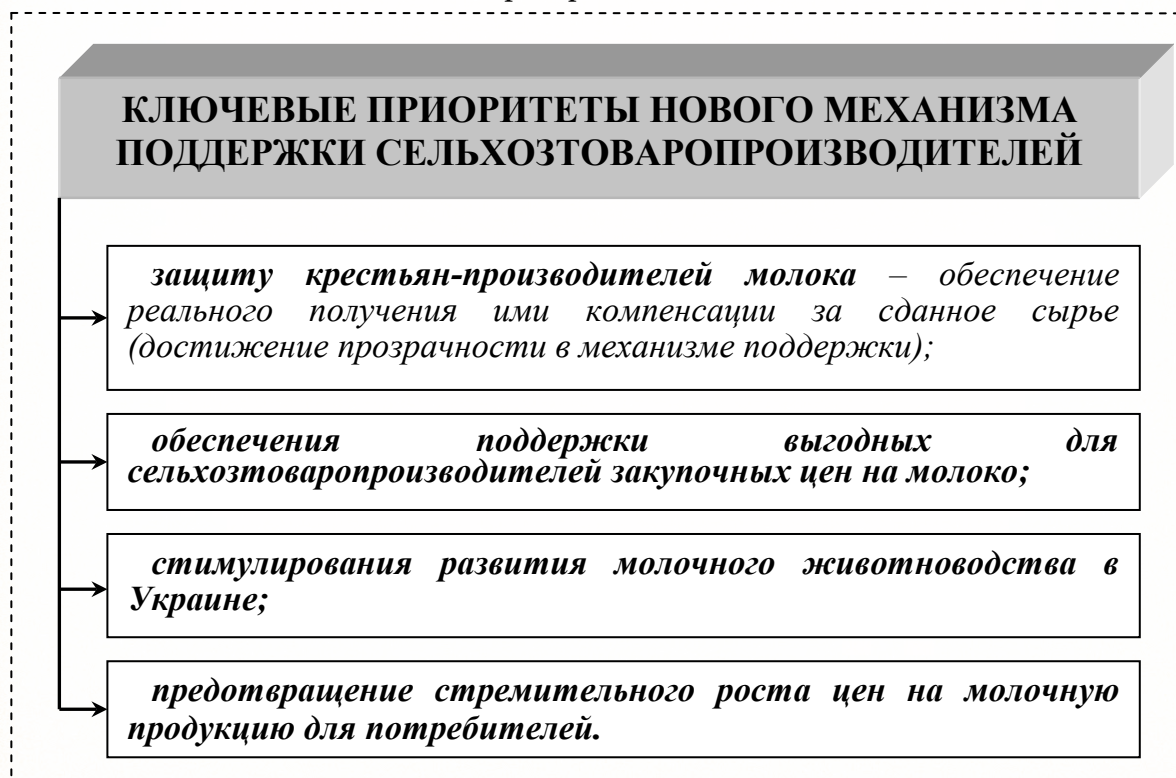 КЛЮЧЕВЫЕ ПРИОРИТЕТЫ НОВОГО МЕХАНИЗМА
ПОДДЕРЖКИ СЕЛЬХОЗТОВАРОПРОИЗВОДИТЕЛЕЙ
защиту крестьян-производителей молока – обеспечение
реального получения ими компенсации за сданное сырье
(достижение прозрачности в механизме поддержки);
обеспечения поддержки выгодных для
сельхозтоваропроизводителей закупочных цен на молоко;
стимулирования развития молочного животноводства в
Украине;
предотвращение стремительного роста цен на молочную
продукцию для потребителей.